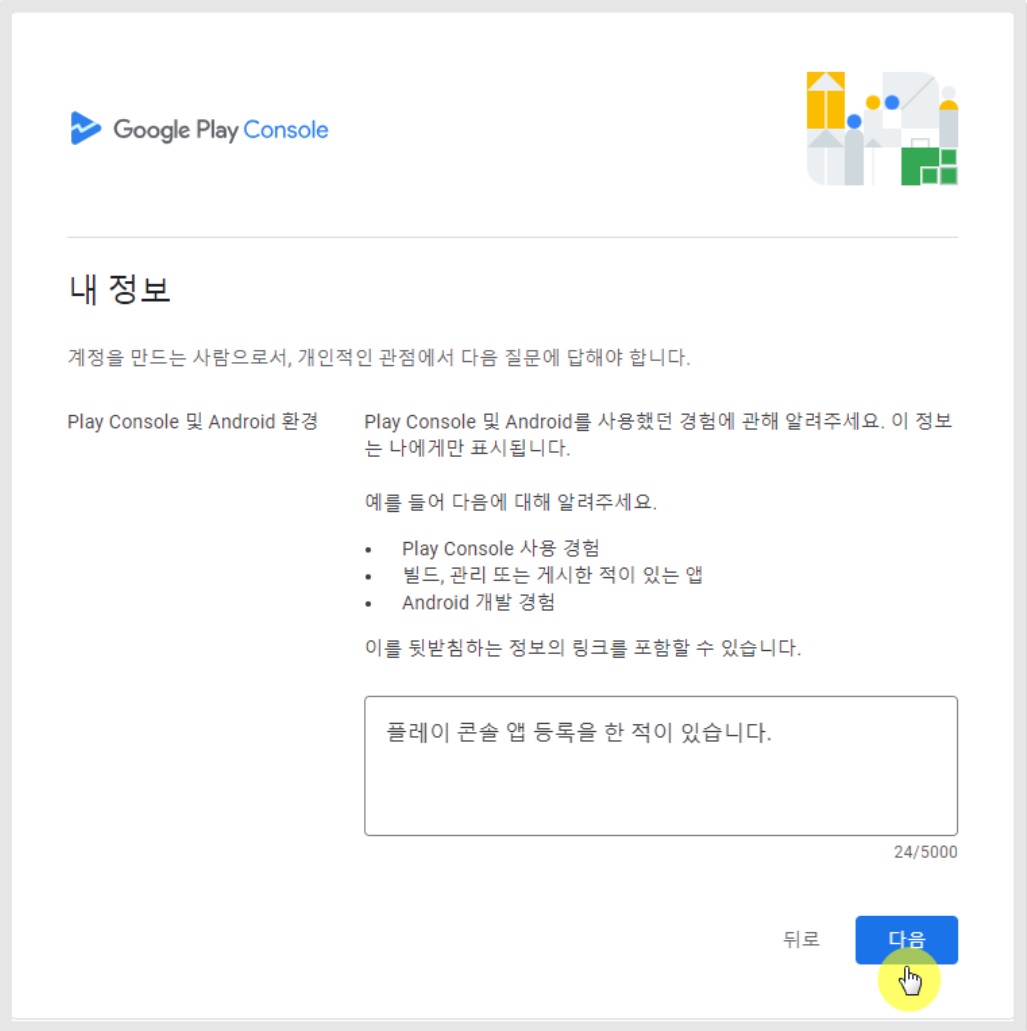 Google Play Console
내 정보
계정을 만드는 사람으로서, 개인적인 관점에서 다음 질문에 답해야 합니다.
Play Console 및 Android 환경
Play Console 및 Android를 사용했던 경험에 관해 알려주세요. 이 정보
는 나에게만 표시됩니다.
예를 들어 다음에 대해 알려주세요.
• Play Console 사용 경험
• 빌드, 관리 또는 게시한 적이 있는 앱
• Android 개발 경험
이를 뒷받침하는 정보의 링크를 포함할 수 있습니다.
플레이 콘솔 앱 등록을 한 적이 있습니다.
24/5000
뒤로
다음